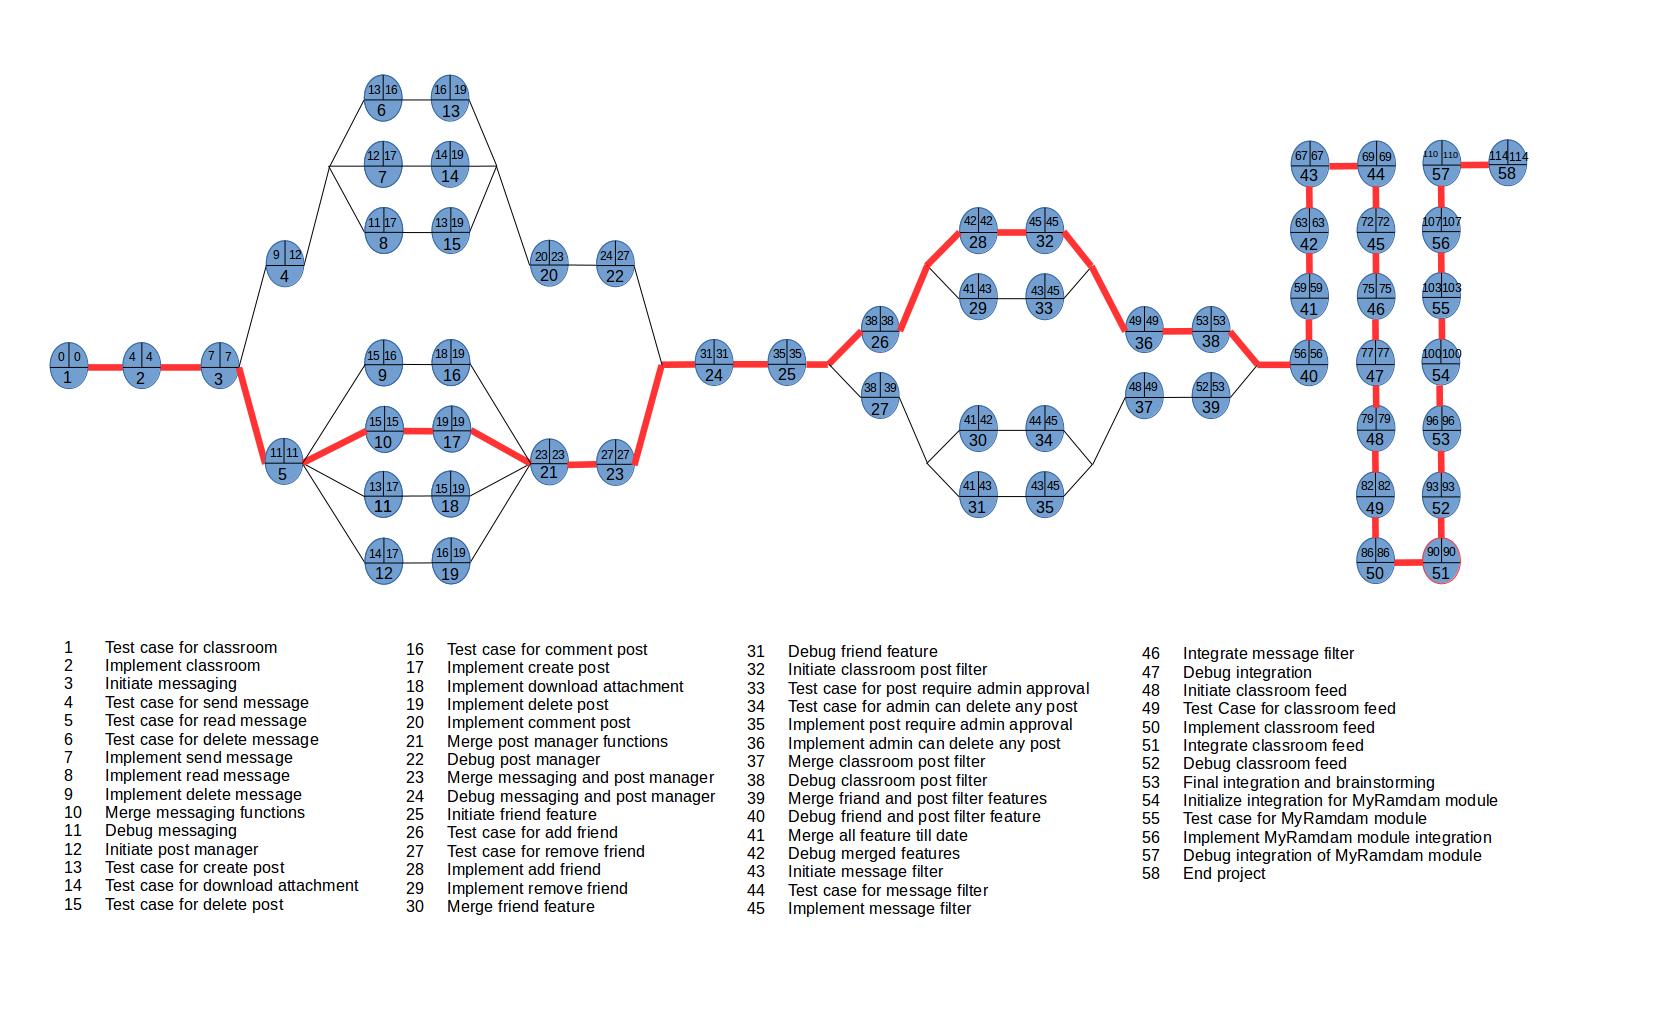 13 16
6
16 19
13
12 17
7
14 19
14
11 17
8
13 19
15
9 12
4
20 23
20
24 27
22
0 0
1
4 4
2
7 7
3
15 16
9
18 19
16
11 11
5
15 15
10
19 19
17
13 17
11
15 19
18
14 17
12
16 19
19
23 23
21
27 27
23
31 31
24
35 35
25
38 38
26
38 39
27
42 42
28
45 45
32
41 43
29
43 45
33
41 42
30
44 45
34
41 43
31
43 45
35
49 49
36
53 53
38
48 49
37
52 53
39
56 56
40
59 59
41
63 63
42
67 67
43
69 69
44
72 72
45
75 75
46
77 77
47
79 79
48
82 82
49
86 86
50
90 90
51
93 93
52
96 96
53
100 100
54
103 103
55
107 107
56
110 110
57
114 114
58
1 Test case for classroom
2 Implement classroom
3 Initiate messaging
4 Test case for send message
5 Test case for read message
6 Test case for delete message
7 Implement send message
8 Implement read message
9 Implement delete message
10 Merge messaging functions
11 Debug messaging
12 Initiate post manager
13 Test case for create post
14 Test case for download attachment
15 Test case for delete post
16 Test case for comment post
17 Implement create post
18 Implement download attachment
19 Implement delete post
20 Implement comment post
21 Merge post manager functions
22 Debug post manager
23 Merge messaging and post manager
24 Debug messaging and post manager
25 Initiate friend feature
26 Test case for add friend
27 Test case for remove friend
28 Implement add friend
29 Implement remove friend
30 Merge friend feature
31 Debug friend feature
32 Initiate classroom post filter
33 Test case for post require admin approval
34 Test case for admin can delete any post
35 Implement post require admin approval
36 Implement admin can delete any post
37 Merge classroom post filter
38 Debug classroom post filter
39 Merge friand and post filter features
40 Debug friend and post filter feature
41 Merge all feature till date
42 Debug merged features
43 Initiate message filter
44 Test case for message filter
45 Implement message filter
46 Integrate message filter
47 Debug integration
48 Initiate classroom feed
49 Test Case for classroom feed
50 Implement classroom feed
51 Integrate classroom feed
52 Debug classroom feed
53 Final integration and brainstorming
54 Initialize integration for MyRamdam module
55 Test case for MyRamdam module
56 Implement MyRamdam module integration
57 Debug integration of MyRamdam module
58 End project